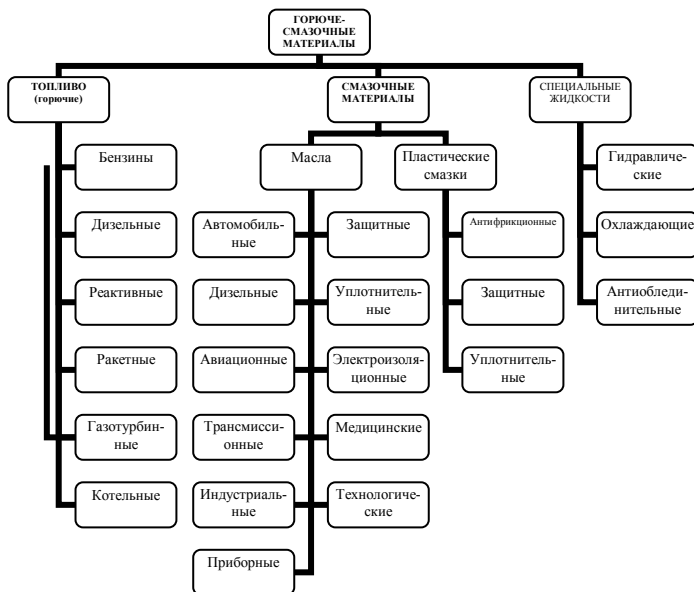 ГОРЮЧЕ-
СМАЗОЧНЫЕ
МАТЕРИАЛЫ
ТОПЛИВО
(горючие)
СМАЗОЧНЫЕ
МАТЕРИАЛЫ
СПЕЦИАЛЬНЫЕ
ЖИДКОСТИ
Бензины
Дизельные
Реактивные
Ракетные
Газотурбин-
ные
Котельные
Масла
Автомобиль-
ные
Дизельные
Авиационные
Трансмисси-
онные
Индустриаль-
ные
Приборные
Защитные
Уплотнитель-
ные
Электроизоля-
ционные
Медицинские
Технологиче-
ские
Пластические
смазки
Антифрикционные
Защитные
Уплотнитель-
ные
Гидравличе-
ские
Охлаждающие
Антиобледи-
нительные